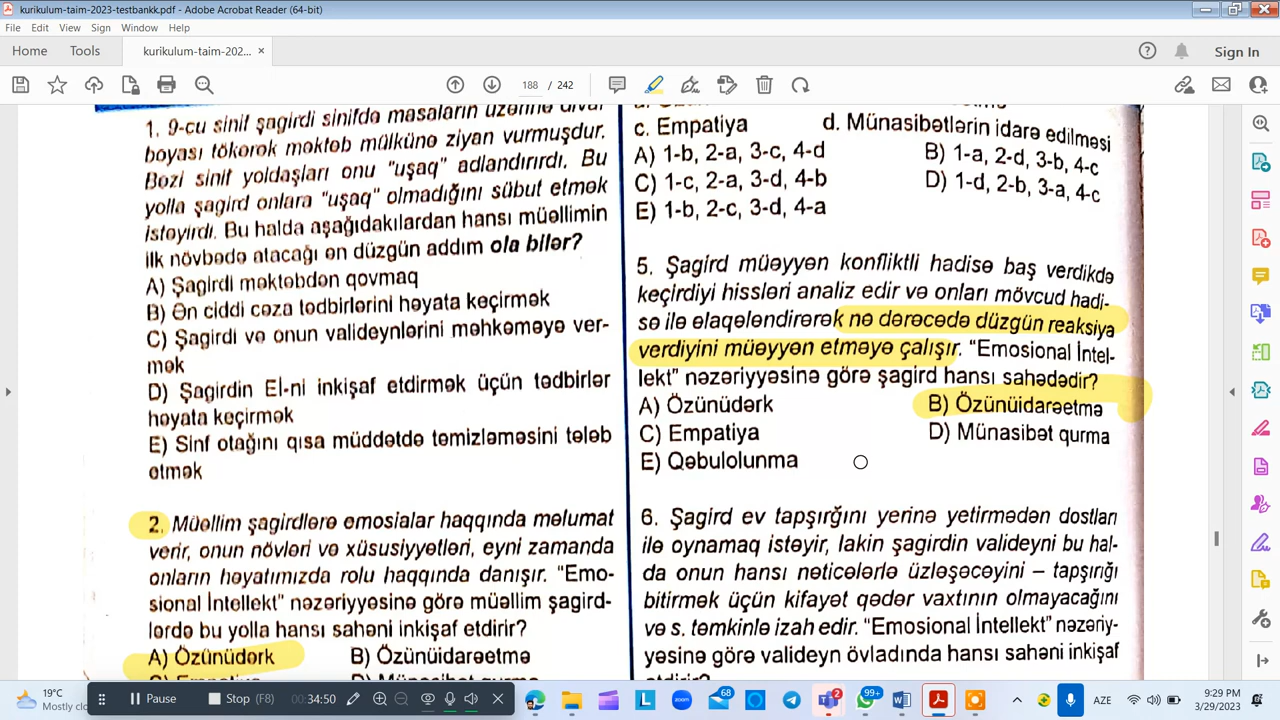 kurikulum-taim-2023-testbankk.pdf - Adobe Acrobat Reader (64-bit)
File Edit View Sign Window Help
Home Tools kurikulum-taim-202... × Sign In
188 / 242
1. 9-cu sinif şagirdi sinifdə masaların üzərinə divar
boyası tökərək məktəb mülkünə ziyan vurmuşdur.
Bəzi sinif yoldaşları onu "uşaq" adlandırırdı. Bu
yolla şagird onlara "uşaq" olmadığını sübut etmək
istəyirdi. Bu halda aşağıdakılardan hansı müəllimin
ilk növbədə atacağı ən düzgün addım ola bilər?
A) Şagirdi məktəbdən qovmaq
B) Ən ciddi cəza tədbirlərini həyata keçirmək
C) Şagirdi və onun valideynlərini məhkəməyə ver-
mək
D) Şagirdin Eİ-ni inkişaf etdirmək üçün tədbirlər
həyata keçirmək
E) Sinf otağını qısa müddətdə təmizləməsini tələb
etmək
2. Müəllim şagirdlərə emosialar haqqında məlumat
verir, onun növləri və xüsusiyyətləri, eyni zamanda
onların həyatımızda rolu haqqında danışır. "Emo-
sional İntellekt" nəzəriyyəsinə görə müəllim şagird-
lərdə bu yolla hansı sahəni inkişaf etdirir?
A) Özünüdərk B) Özünüidarəetmə
c. Empatiya d. Münasibətlərin idarə edilməsi
A) 1-b, 2-a, 3-c, 4-d B) 1-a, 2-d, 3-b, 4-c
C) 1-c, 2-a, 3-d, 4-b D) 1-d, 2-b, 3-a, 4-c
E) 1-b, 2-c, 3-d, 4-a
5. Şagird müəyyən konfliktli hadisə baş verdikdə
keçirdiyi hissləri analiz edir və onları mövcud hadi-
sə ilə əlaqələndirərək nə dərəcədə düzgün reaksiya
verdiyini müəyyən etməyə çalışır. "Emosional İntel-
lekt" nəzəriyyəsinə görə şagird hansı sahədədir?
A) Özünüdərk B) Özünüidarəetmə
C) Empatiya D) Münasibət qurma
E) Qəbulolunma
6. Şagird ev tapşırğını yerinə yetirmədən dostları
ilə oynamaq istəyir, lakin şagirdin valideyni bu hal-
da onun hansı nəticələrlə üzləşəcəyini – tapşırığı
bitirmək üçün kifayət qədər vaxtının olmayacağını
və s. təmkinlə izah edir. "Emosional İntellekt" nəzəriy-
yəsinə görə valideyn övladında hansı sahəni inkişaf
etdirir?
19°C
Mostly clo
Pause Stop (F8) 00:34:50
68 2 99+
AZE
9:29 PM
3/29/2023